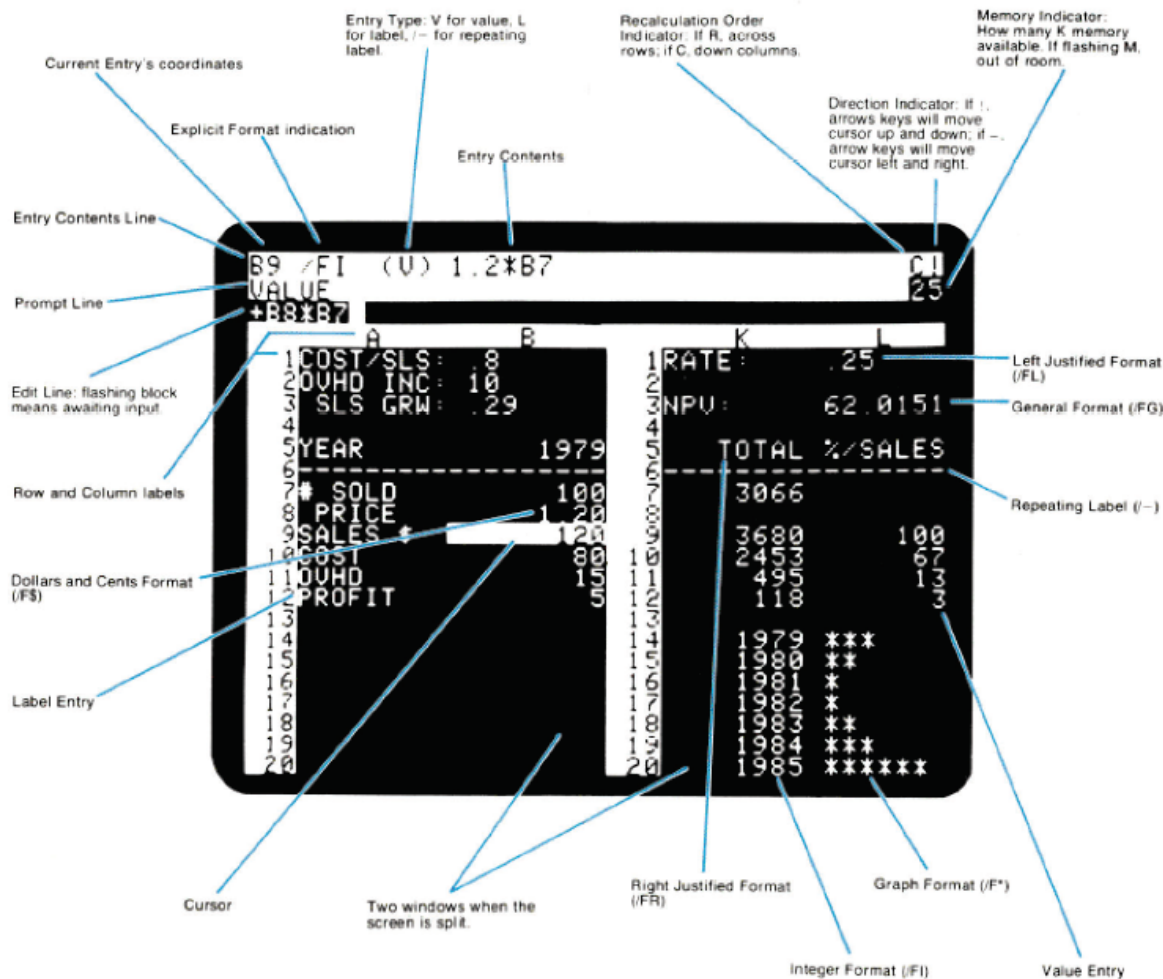 Entry Type: V for value, L
for label, /– for repeating
label.
Recalculation Order
Indicator: If R, across
rows; if C, down columns.
Memory Indicator:
How many K memory
available. If flashing M,
out of room.
Current Entry's coordinates
Explicit Format indication
Entry Contents
Direction Indicator: If !,
arrows keys will move
cursor up and down; if –,
arrow keys will move
cursor left and right.
Entry Contents Line
B9 /FI (V) 1.2*B7 C!
Prompt Line
VALUE 25
+B8*B7
A B K L
1 COST/SLS: .8 1 RATE: .25
Left Justified Format
(/FL)
2 OVHD INC: 10 2
Edit Line: flashing block
means awaiting input.
3 SLS GRW: .29 3 NPV: 62.0151
General Format (/FG)
4 4
5 YEAR 1979 5 TOTAL %/SALES
6 ------------------ 6 ------------------
Row and Column labels
7 # SOLD 100 7 3066
Repeating Label (/–)
8 PRICE 1.20 8
9 SALES $ 120 9 3680 100
10 COST 80 10 2453 67
Dollars and Cents Format
(/F$)
11 OVHD 15 11 495 13
12 PROFIT 5 12 118 3
13 13
14 14 1979 ***
15 15 1980 **
16 16 1981 *
Label Entry
17 17 1982 *
18 18 1983 **
19 19 1984 ***
20 20 1985 ******
Cursor
Two windows when the
screen is split.
Right Justified Format
(/FR)
Graph Format (/F*)
Integer Format (/FI)
Value Entry